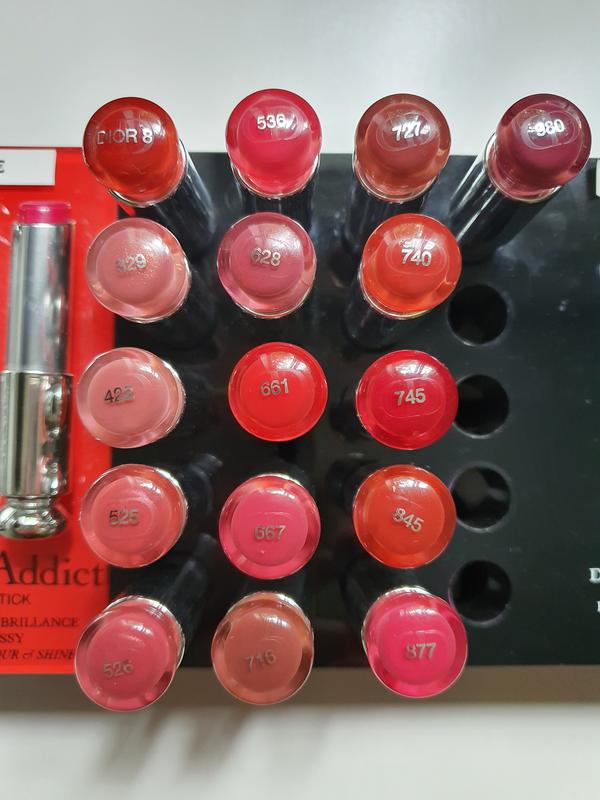 DIOR 8
536
727
980
329
628
740
422
661
745
525
667
845
526
716
877
Addict
TICK
BRILLANCE
SSY
OUR & SHINE